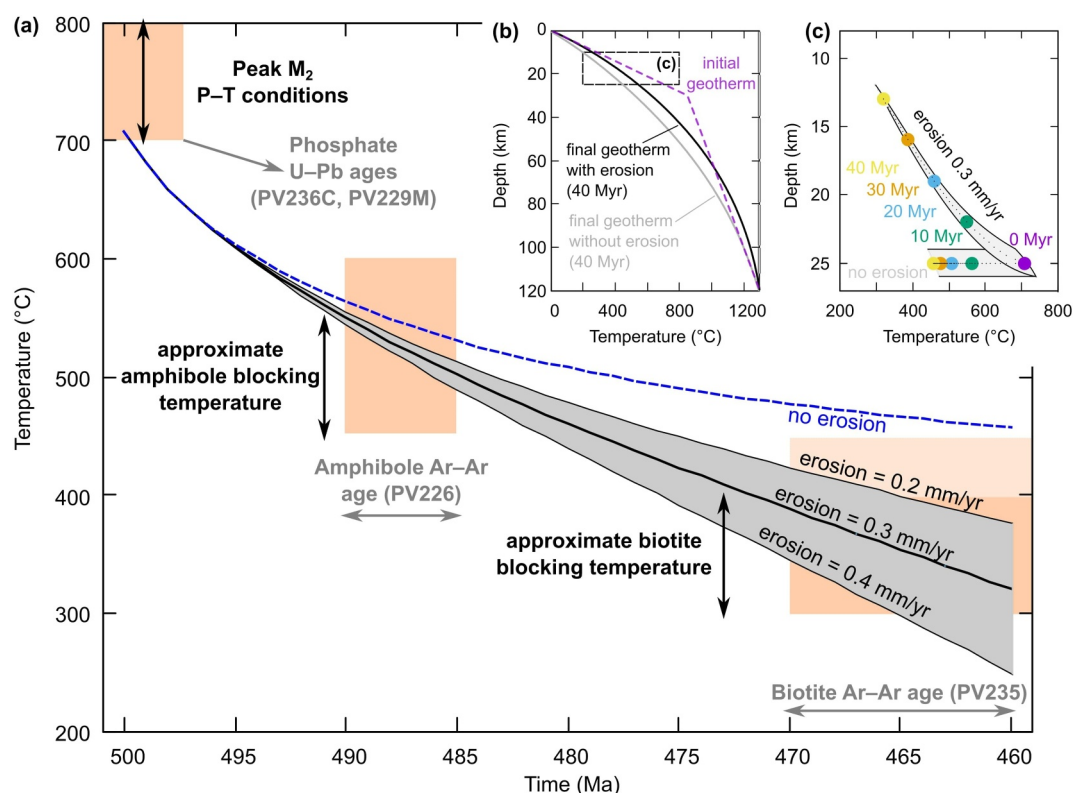 (a)
800
700
600
500
400
300
200
Temperature (°C)
500
495
490
485
480
475
470
465
460
Time (Ma)
Peak M₂
P–T conditions
Phosphate
U–Pb ages
(PV236C, PV229M)
approximate
amphibole blocking
temperature
Amphibole Ar–Ar
age (PV226)
approximate biotite
blocking temperature
no erosion
erosion = 0.2 mm/yr
erosion = 0.3 mm/yr
erosion = 0.4 mm/yr
Biotite Ar–Ar age (PV235)
(b)
0
20
40
60
80
100
120
Depth (km)
0
400
800
1200
Temperature (°C)
(c)
initial
geotherm
final geotherm
with erosion
(40 Myr)
final geotherm
without erosion
(40 Myr)
(c)
10
15
20
25
Depth (km)
200
400
600
800
Temperature (°C)
erosion 0.3 mm/yr
40 Myr
30 Myr
20 Myr
10 Myr
0 Myr
no erosion